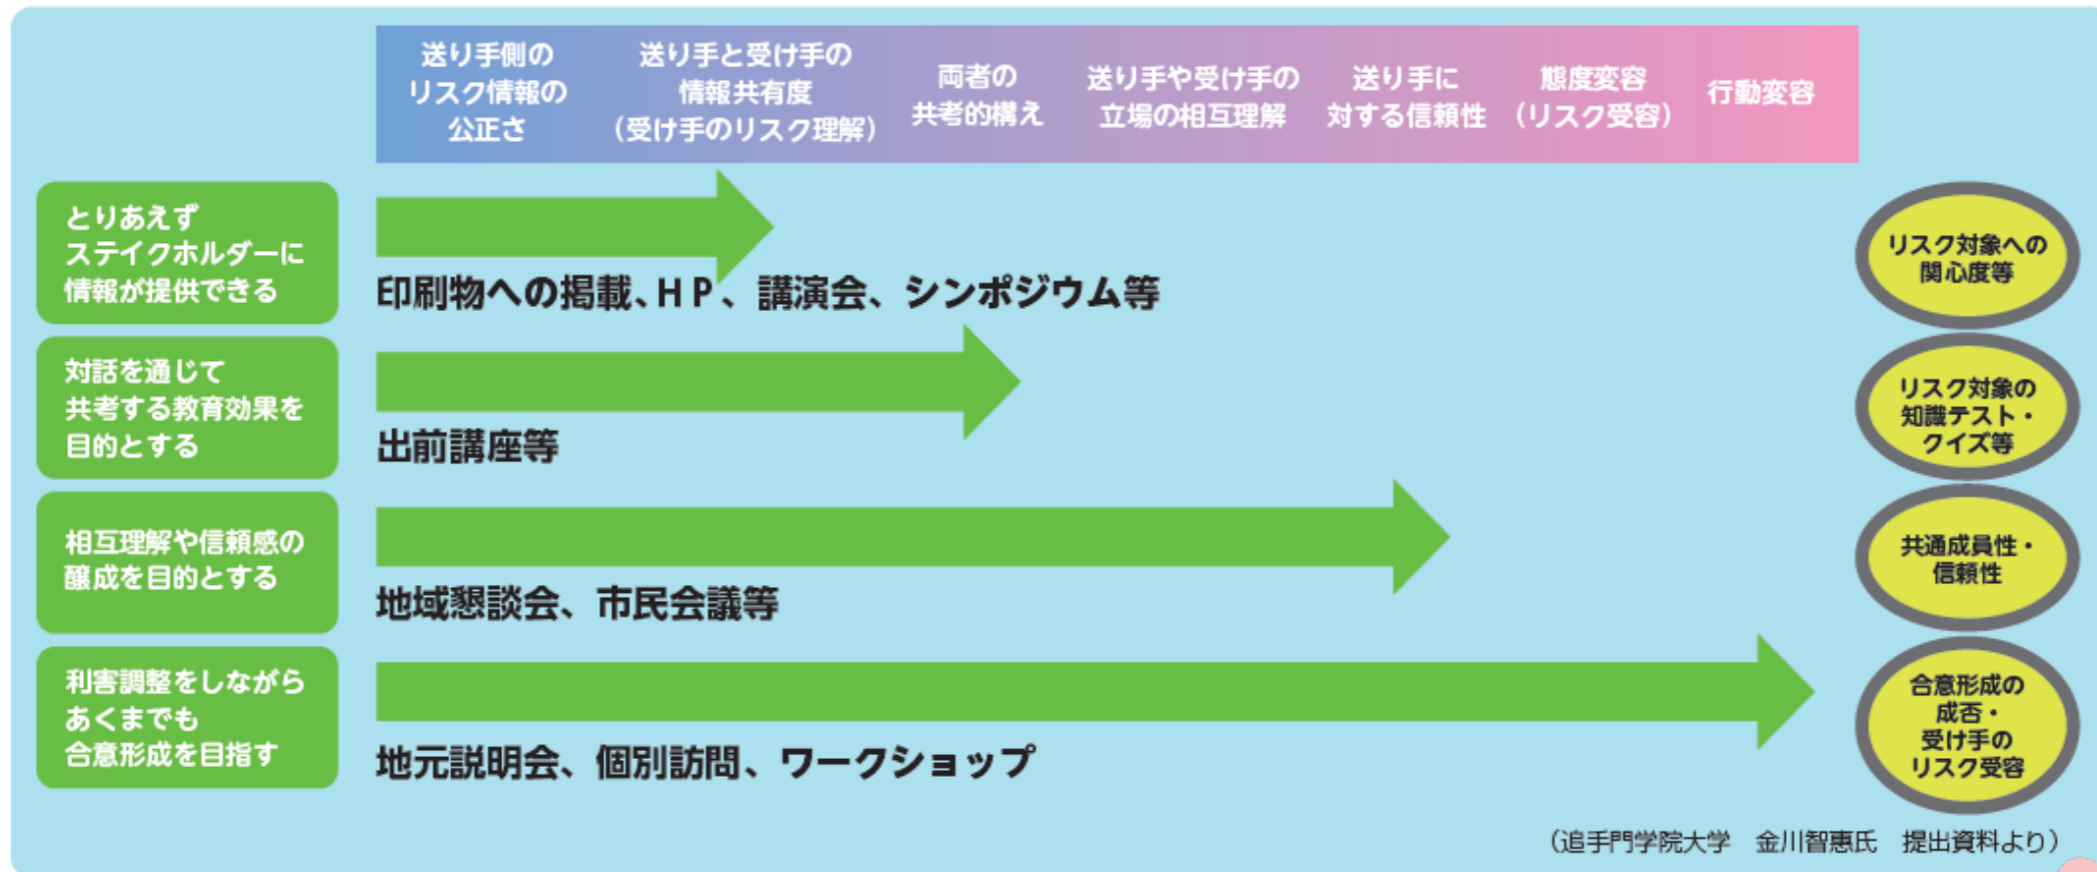 送り手側の
リスク情報の
公正さ
送り手と受け手の
情報共有度
（受け手のリスク理解）
両者の
共考的構え
送り手や受け手の
立場の相互理解
送り手に
対する信頼性
態度変容
（リスク受容）
行動変容
とりあえず
ステイクホルダーに
情報が提供できる
印刷物への掲載、ＨＰ、講演会、シンポジウム等
リスク対象への
関心度等
対話を通じて
共考する教育効果を
目的とする
出前講座等
リスク対象の
知識テスト・
クイズ等
相互理解や信頼感の
醸成を目的とする
地域懇談会、市民会議等
共通成員性・
信頼性
利害調整をしながら
あくまでも
合意形成を目指す
地元説明会、個別訪問、ワークショップ
合意形成の
成否・
受け手の
リスク受容
（追手門学院大学　金川智恵氏　提出資料より）